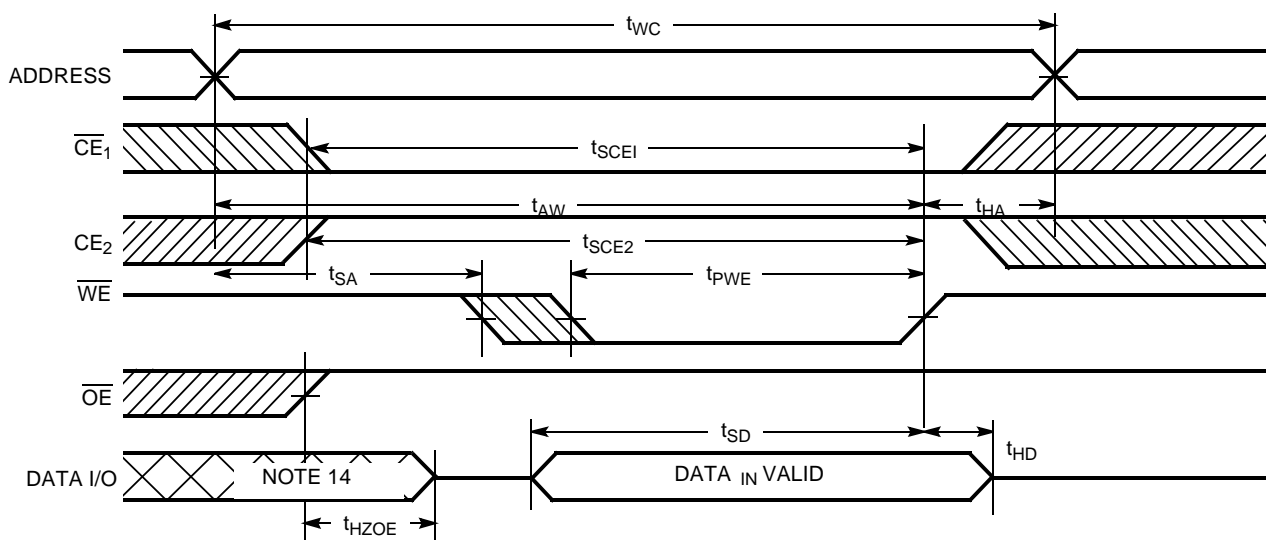 tWC
ADDRESS
CE1
tSCEI
tAW
tHA
CE2
tSCE2
tSA
tPWE
WE
OE
tSD
tHD
DATA I/O
NOTE 14
DATA IN VALID
tHZOE